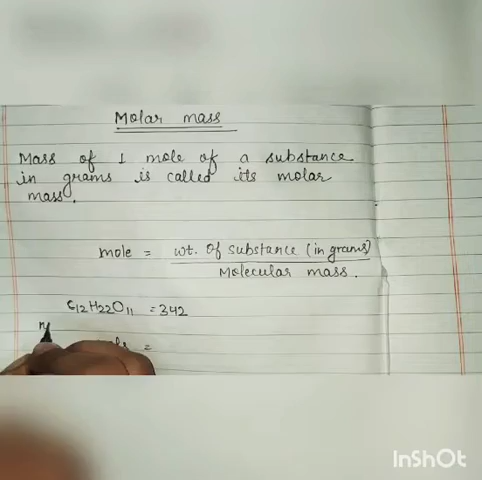 Molar mass
Mass of 1 mole of a substance
in grams is called its molar
mass.
mole = wt. of substance (in grams)
Molecular mass.
C12H22O11 = 342
=
InShOt